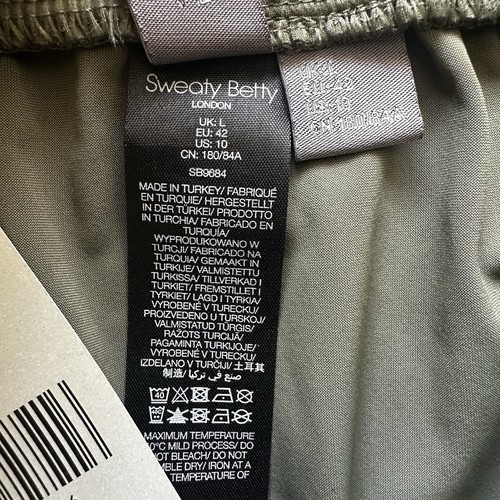 Sweaty Betty
LONDON
UK: L
EU: 42
US: 10
CN: 180/84A
SB9684
MADE IN TURKEY/ FABRIQUÉ
EN TURQUIE/ HERGESTELLT
IN DER TÜRKEI/ PRODOTTO
IN TURCHIA/ FABRICADO EN
TURQUÍA/
WYPRODUKOWANO W
TURCJI/ FABRICADO NA
TURQUIA/ GEMAAKT IN
TURKIJE/ VALMISTETTU
TURKISSA/ TILLVERKAD I
TURKIET/ FREMSTILLET I
TYRKIET/ LAGD I TYRKIA/
VYROBENÉ V TURECKU/
PROIZVEDENO U TURSKOJ/
VALMISTATUD TÜRGIS/
RAŽOTS TURCIJĀ/
PAGAMINTA TURKIJOJE/
VYROBENÉ V TURECKU/
IZDELANO V TURČIJI/ 土耳其
制造/ صنع في تركيا
40
MAXIMUM TEMPERATURE
MILD PROCESS/ DO
NOT BLEACH/ DO NOT
DRY/ IRON AT A
TEMPERATURE OF